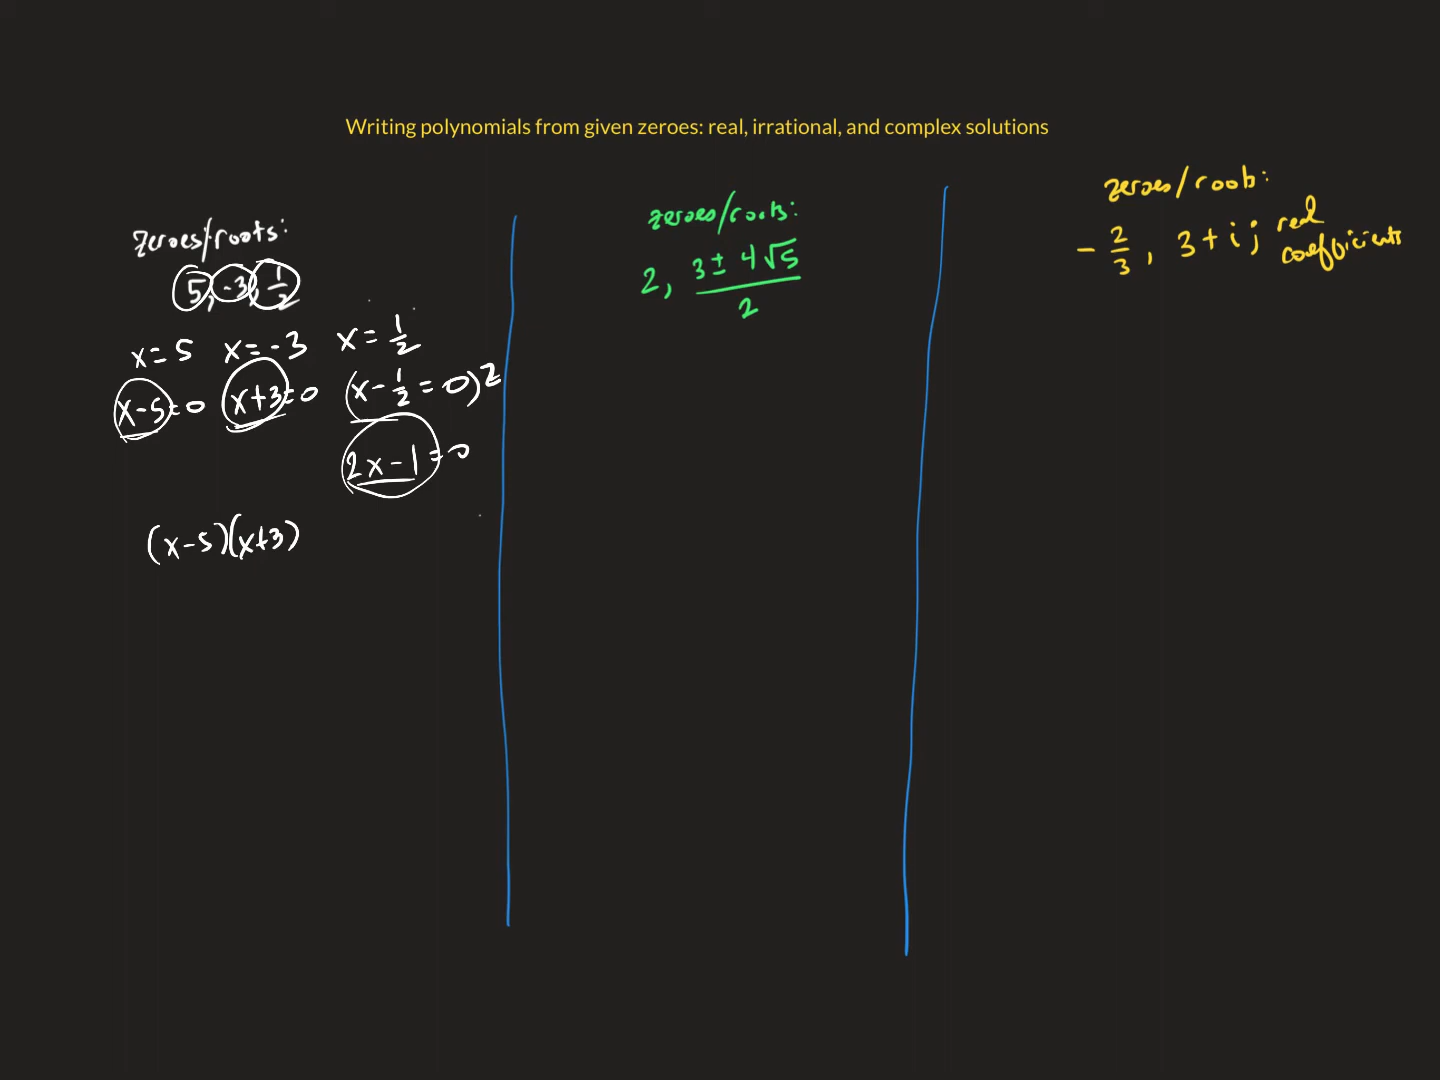 Writing polynomials from given zeroes: real, irrational, and complex solutions
zeroes/roots:
5, -3, 1/2
x=5 x=-3 x=1/2
x-5=0 x+3=0 (x-1/2=0)2
2x-1=0
(x-5)(x+3)
zeroes/roots:
2, (3±4√5)/2
zeroes/roots:
-2/3, 3+i; real
coefficients